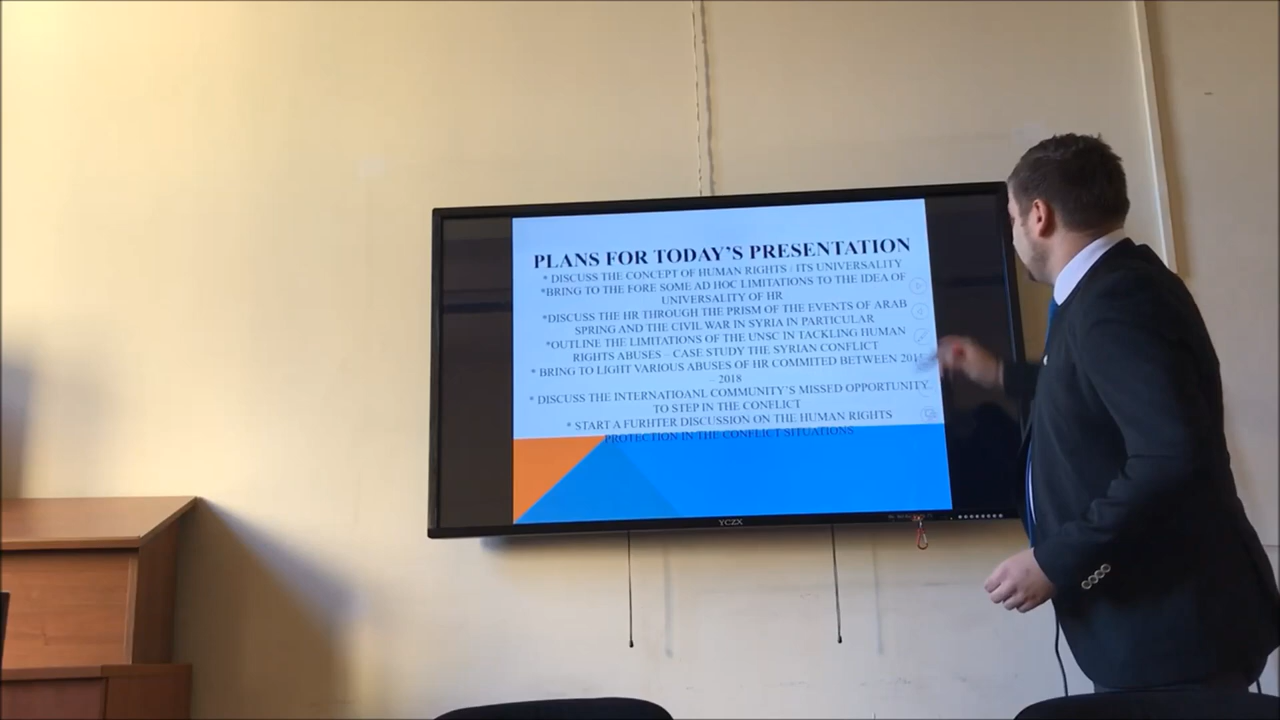 PLANS FOR TODAY'S PRESENTATION
* DISCUSS THE CONCEPT OF HUMAN RIGHTS / ITS UNIVERSALITY
*BRING TO THE FORE SOME AD HOC LIMITATIONS TO THE IDEA OF
UNIVERSALITY OF HR
*DISCUSS THE HR THROUGH THE PRISM OF THE EVENTS OF ARAB
SPRING AND THE CIVIL WAR IN SYRIA IN PARTICULAR
*OUTLINE THE LIMITATIONS OF THE UNSC IN TACKLING HUMAN
RIGHTS ABUSES – CASE STUDY THE SYRIAN CONFLICT
* BRING TO LIGHT VARIOUS ABUSES OF HR COMMITED BETWEEN
– 2018
* DISCUSS THE INTERNATIOANL COMMUNITY'S MISSED OPPORTUNITY
TO STEP IN THE CONFLICT
* START A FURHTER DISCUSSION ON THE HUMAN RIGHTS
PROTECTION IN THE CONFLICT SITUATIONS
YCZX